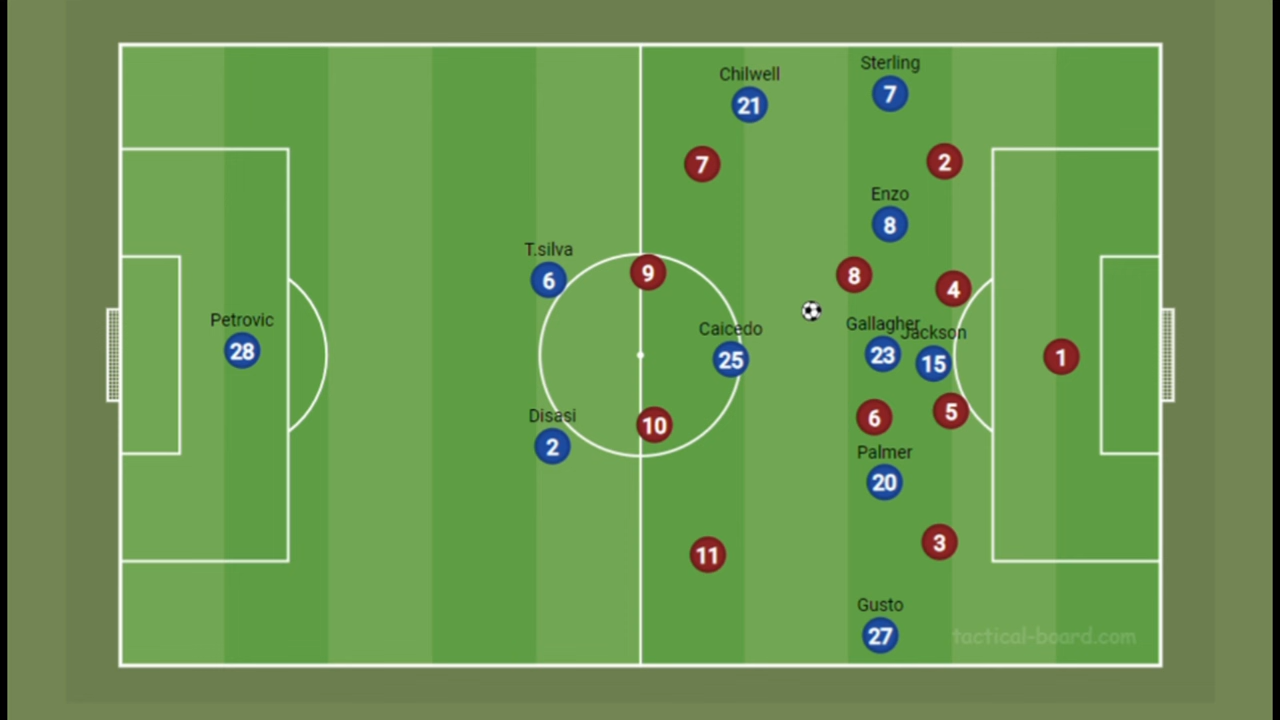 Sterling
Chilwell
7
21
2
7
Enzo
8
T.silva
9
8
6
4
Petrovic
Caicedo
Gallagher
Jackson
28
25
23
15
1
Disasi
10
6
5
2
Palmer
20
3
11
Gusto
27
tactical-board.com